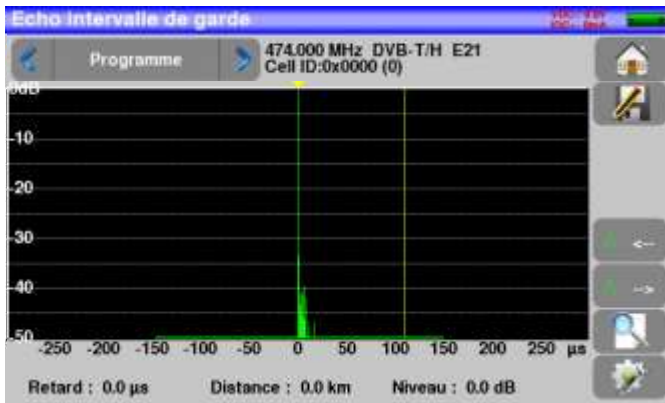 Echo Intervalle de garde
Programme
474.000 MHz DVB-T/H E21
Cell ID:0x0000 (0)
0dB
-10
-20
-30
-40
-50
-250 -200 -150 -100 -50 0 50 100 150 200 250 µs
Retard : 0.0 µs Distance : 0.0 km Niveau : 0.0 dB